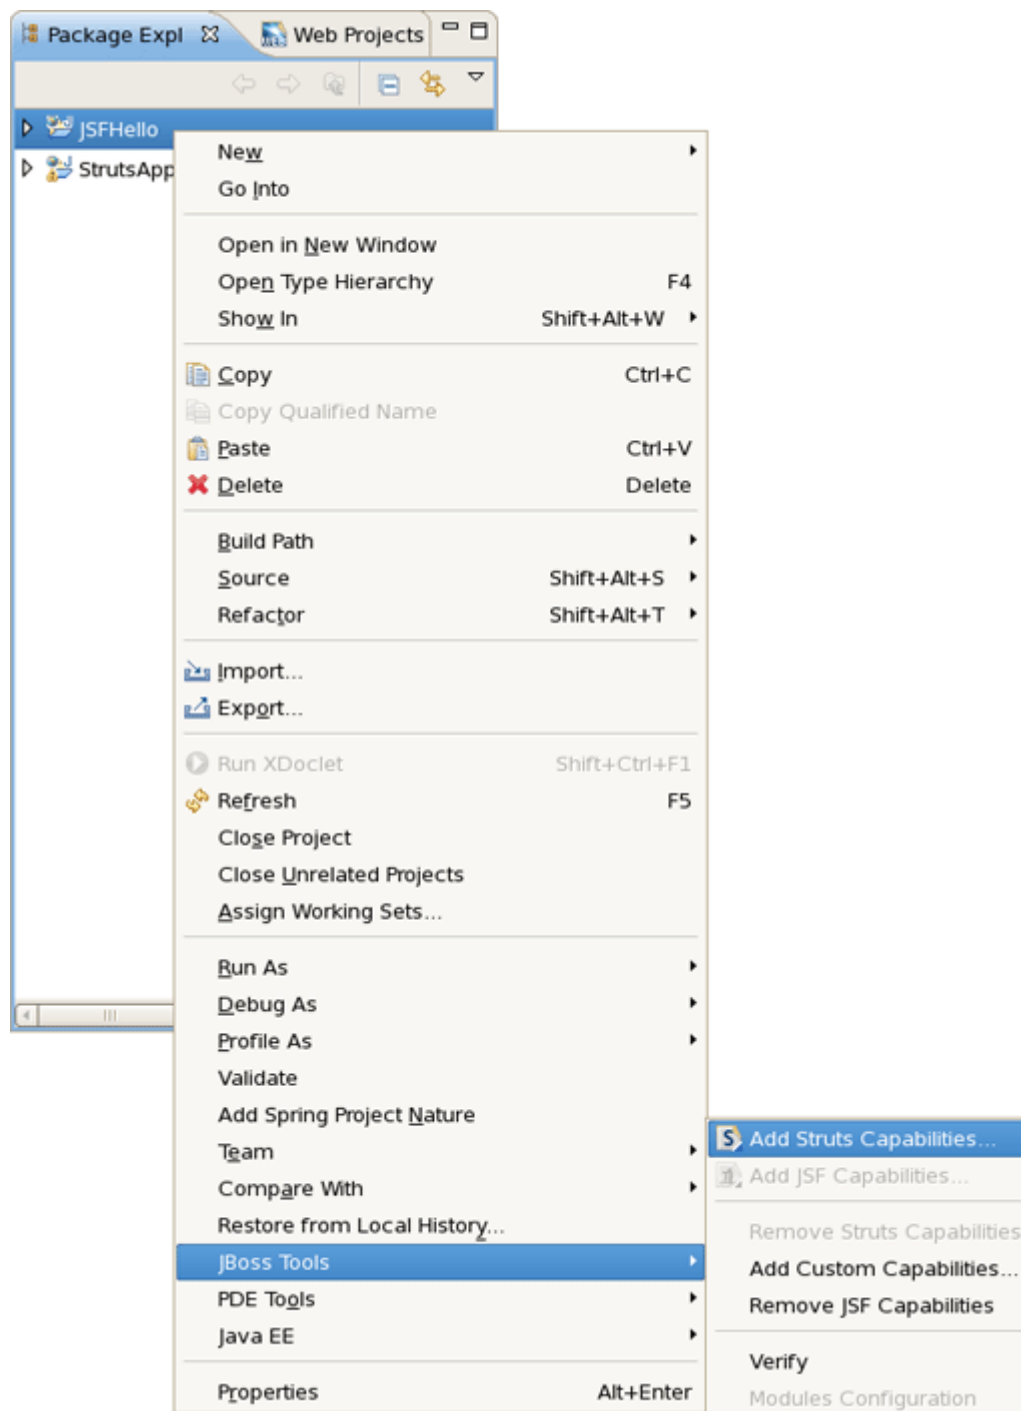 Package Expl
Web Projects
JSFHello
StrutsApp
New
Go Into
Open in New Window
Open Type Hierarchy F4
Show In Shift+Alt+W
Copy Ctrl+C
Copy Qualified Name
Paste Ctrl+V
Delete Delete
Build Path
Source Shift+Alt+S
Refactor Shift+Alt+T
Import...
Export...
Run XDoclet Shift+Ctrl+F1
Refresh F5
Close Project
Close Unrelated Projects
Assign Working Sets...
Run As
Debug As
Profile As
Validate
Add Spring Project Nature
Team
Compare With
Restore from Local History...
JBoss Tools
PDE Tools
Java EE
Properties Alt+Enter
Add Struts Capabilities...
Add JSF Capabilities...
Remove Struts Capabilities
Add Custom Capabilities...
Remove JSF Capabilities
Verify
Modules Configuration